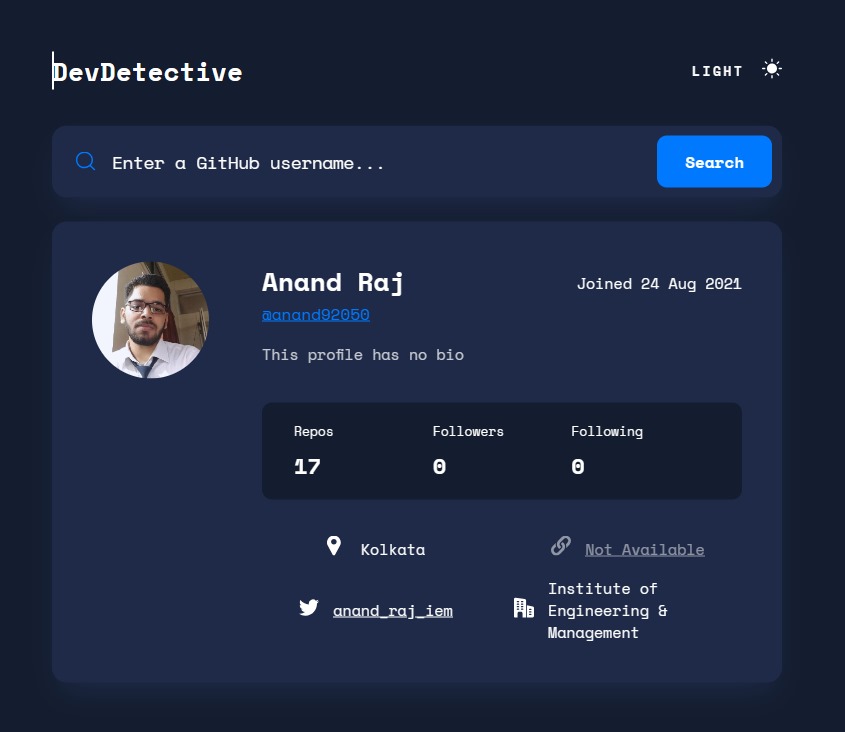 DevDetective
LIGHT
Enter a GitHub username...
Search
Anand Raj
Joined 24 Aug 2021
@anand92050
This profile has no bio
Repos Followers Following
17 0 0
Kolkata
Not Available
anand_raj_iem
Institute of
Engineering &
Management